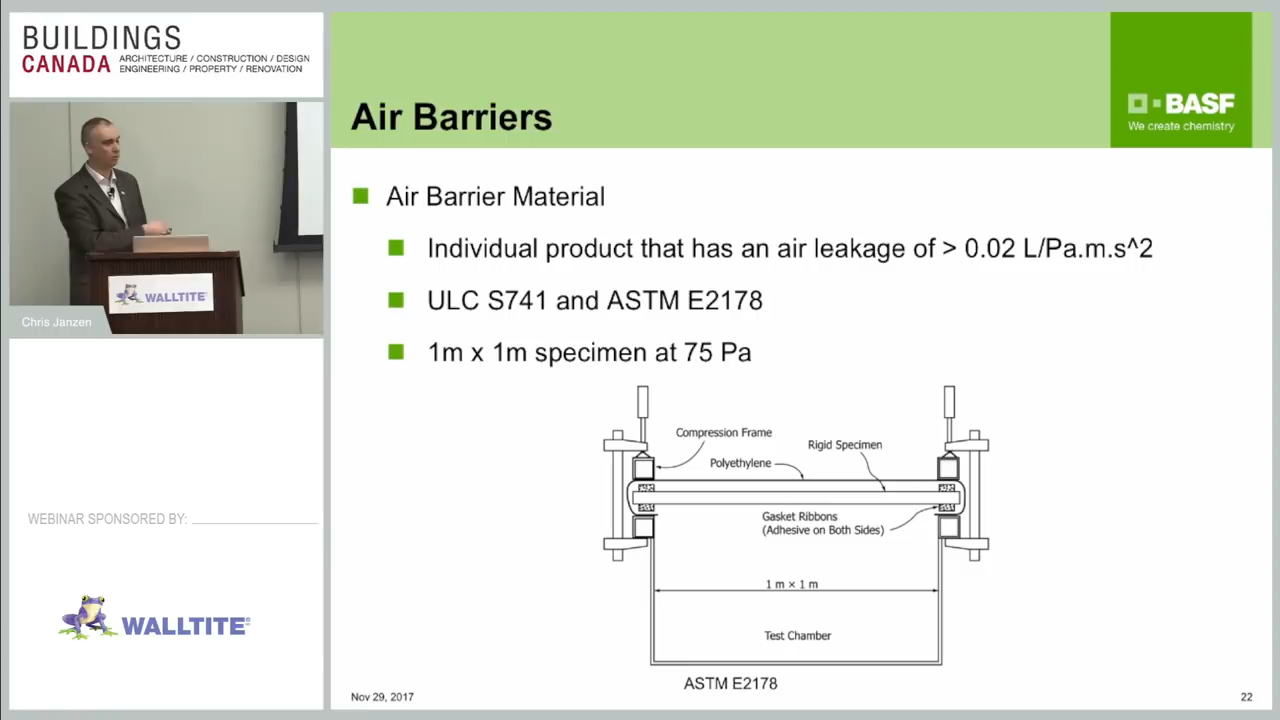 BUILDINGS
CANADA
ARCHITECTURE / CONSTRUCTION / DESIGN
ENGINEERING / PROPERTY / RENOVATION
WALLTITE
Chris Janzen
WEBINAR SPONSORED BY:
WALLTITE®
Air Barriers
BASF
We create chemistry
Air Barrier Material
Individual product that has an air leakage of > 0.02 L/Pa.m.s^2
ULC S741 and ASTM E2178
1m x 1m specimen at 75 Pa
Compression Frame
Rigid Specimen
Polyethylene
Gasket Ribbons
(Adhesive on Both Sides)
1 m × 1 m
Test Chamber
ASTM E2178
Nov 29, 2017
22